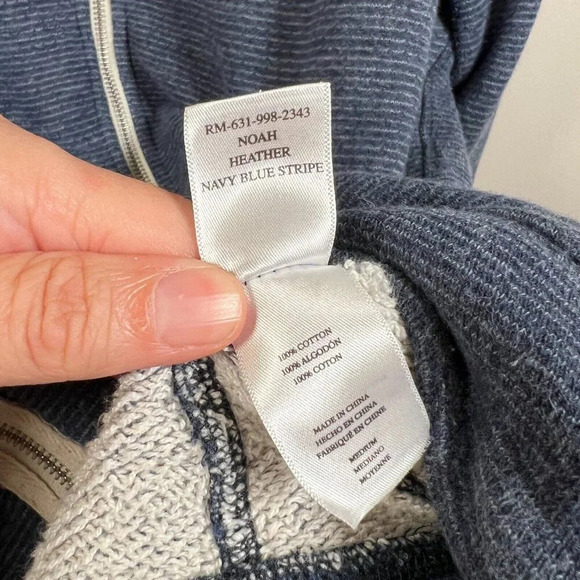 RM-631-998-2343
NOAH
HEATHER
NAVY BLUE STRIPE
100% COTTON
100% ALGODÓN
100% COTON
MADE IN CHINA
HECHO EN CHINA
FABRIQUÉ EN CHINE
MEDIUM
MEDIANO
MOYENNE